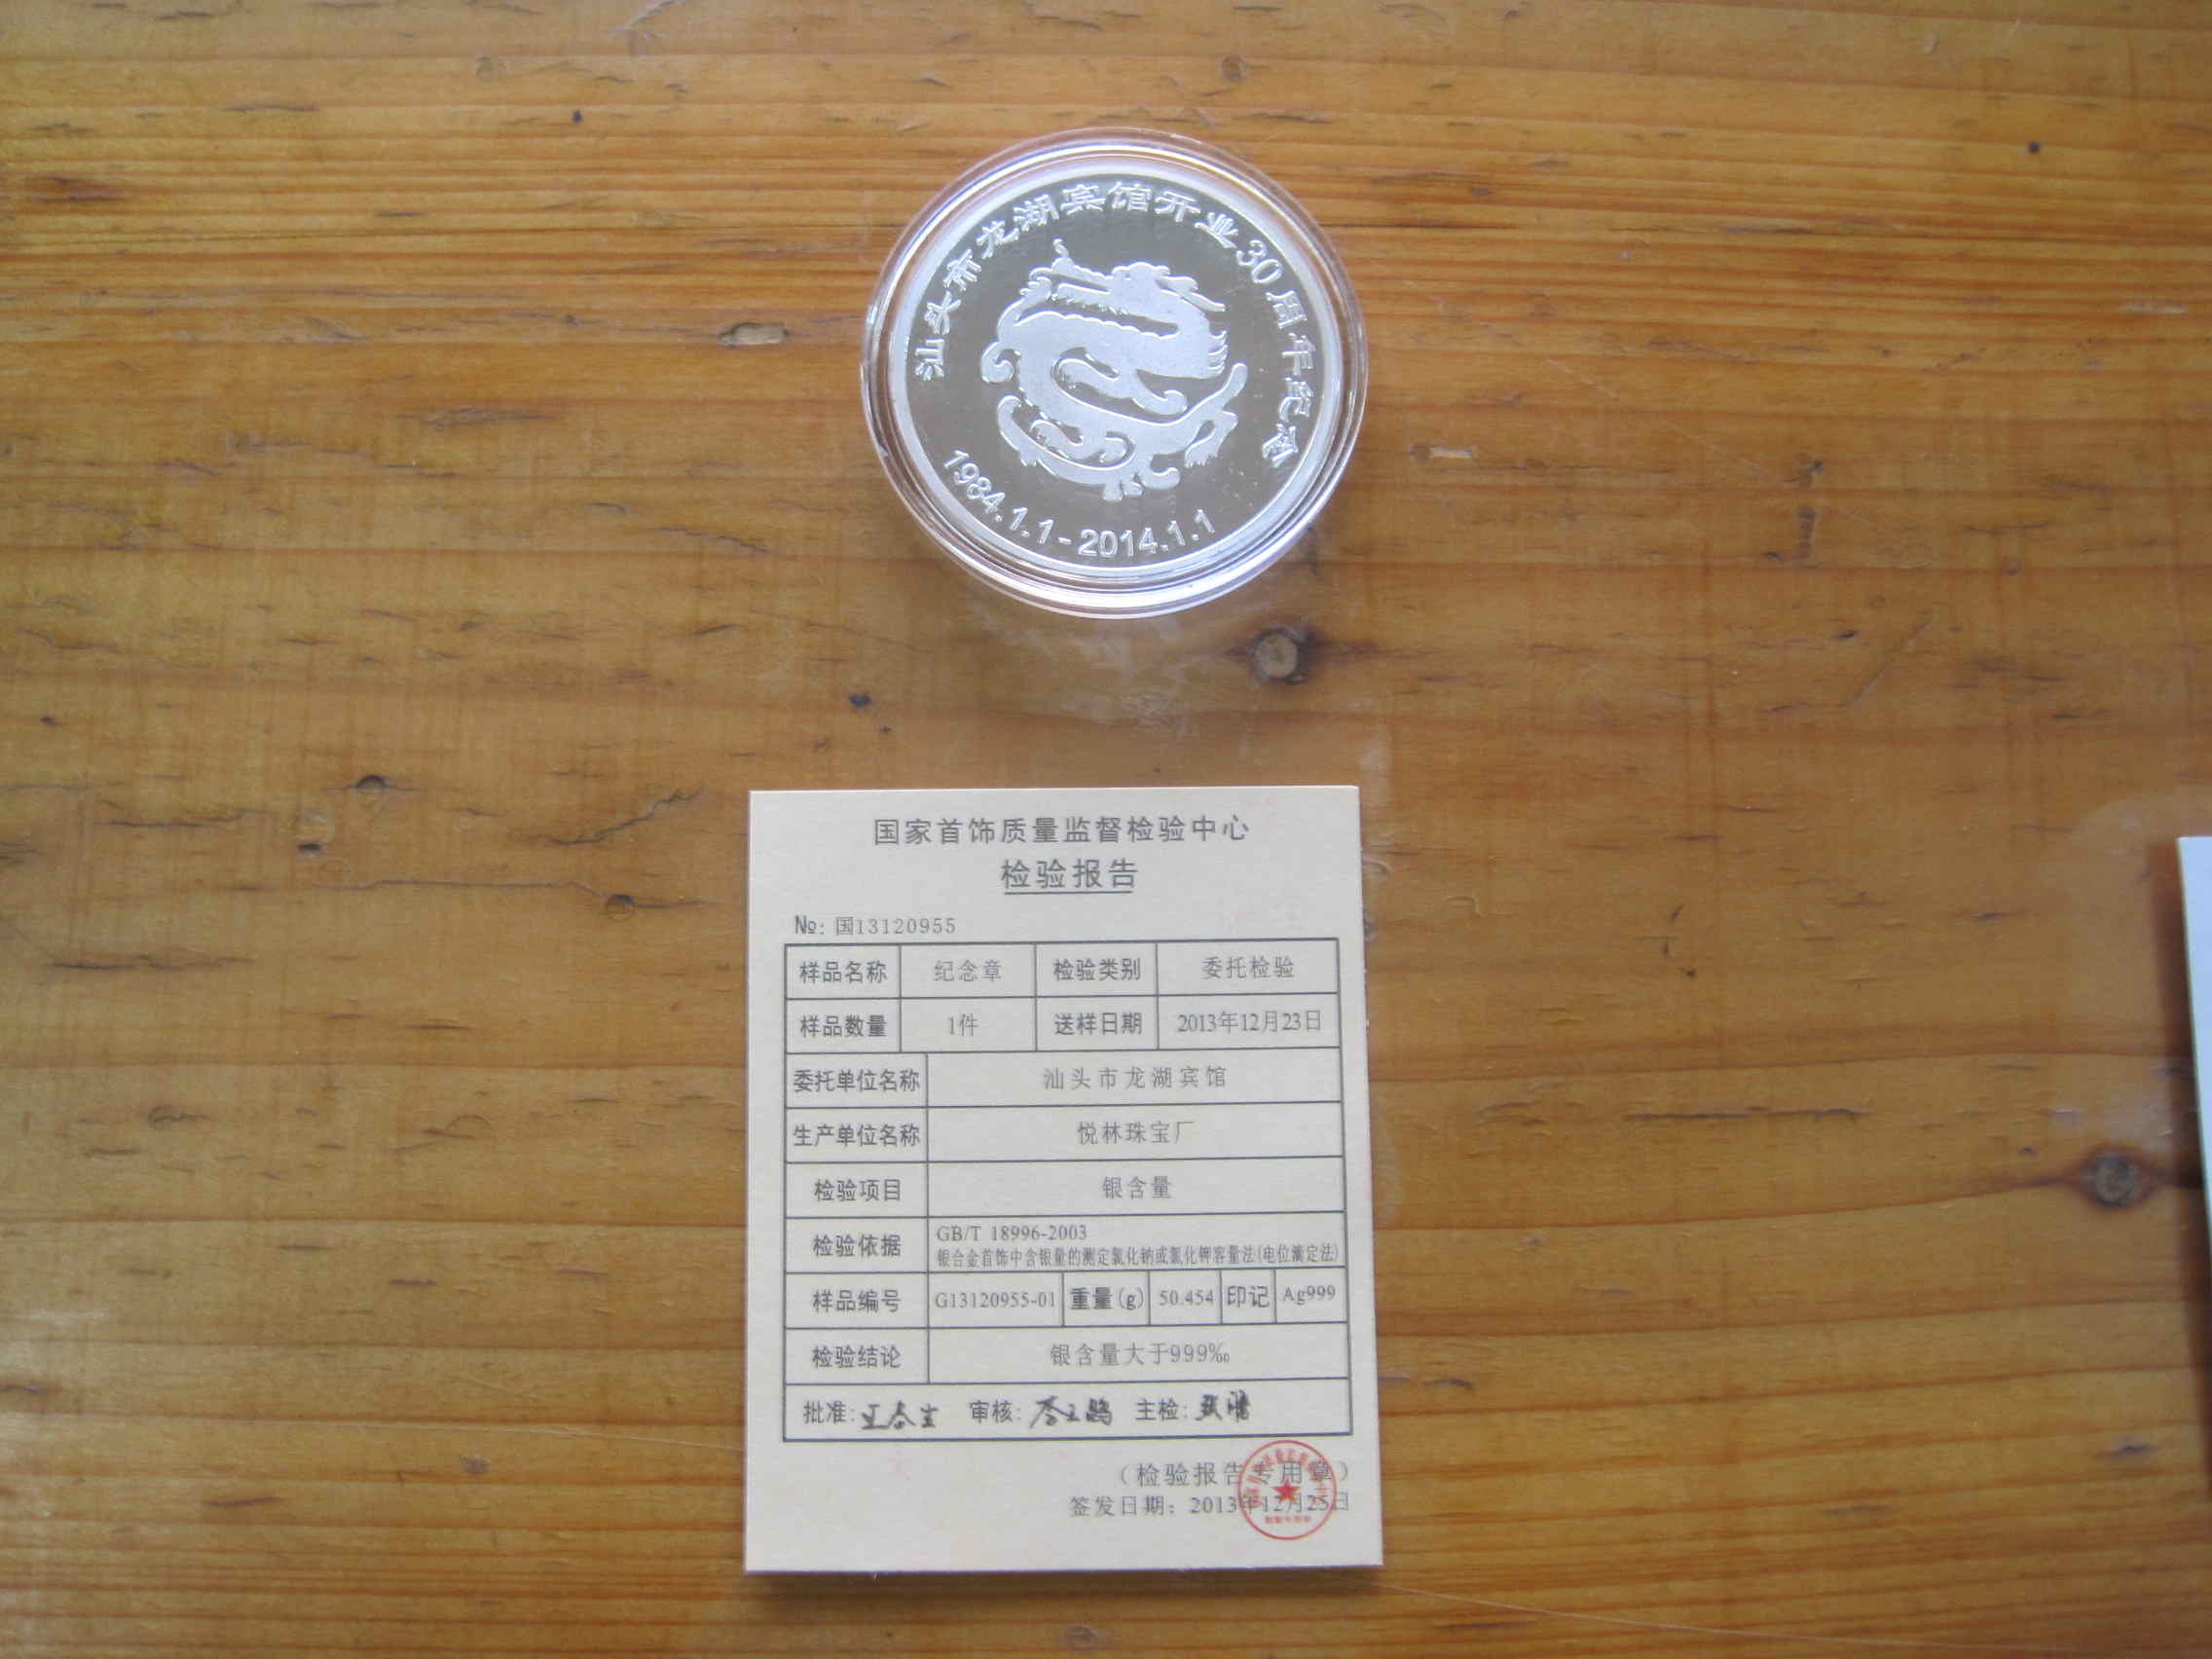 汕头市龙湖宾馆开业30周年纪念
1984.1.1-2014.1.1
国家首饰质量监督检验中心
检验报告
№: 国13120955
样品名称 纪念章 检验类别 委托检验
样品数量 1件 送样日期 2013年12月23日
委托单位名称 汕头市龙湖宾馆
生产单位名称 悦林珠宝厂
检验项目 银含量
检验依据 GB/T 18996-2003
银合金首饰中含银量的测定氯化钠或氯化钾容量法(电位滴定法)
样品编号 G13120955-01 重量(g) 50.454 印记 Ag999
检验结论 银含量大于999‰
批准: 审核: 主检:
(检验报告专用章)
签发日期: 2013年12月25日